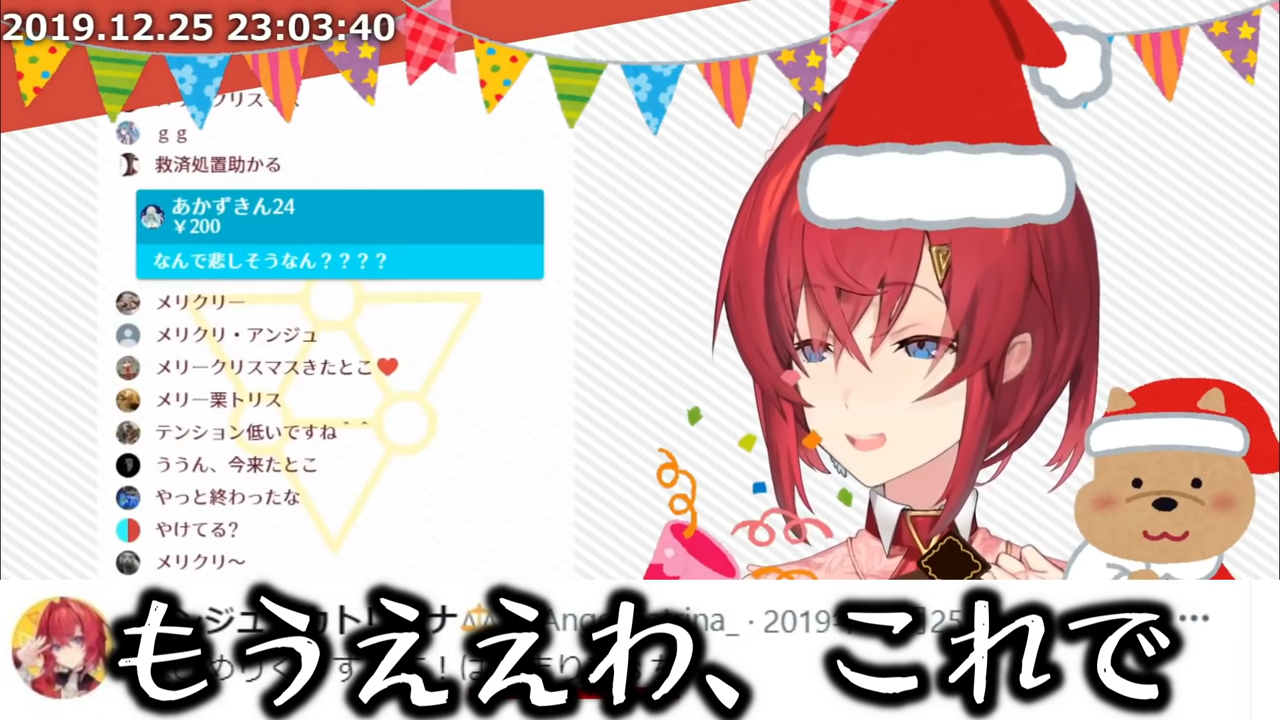 2019.12.25 23:03:40
ｇｇ
救済処置助かる
あかずきん24
￥200
なんで悲しそうなん？？？？
メリクリー
メリクリ・アンジュ
メリークリスマスきたとこ❤
メリー栗トリス
テンション低いですね＾＾
ううん、今来たとこ
やっと終わったな
やけてる？
メリクリ～
もうええわ、これで